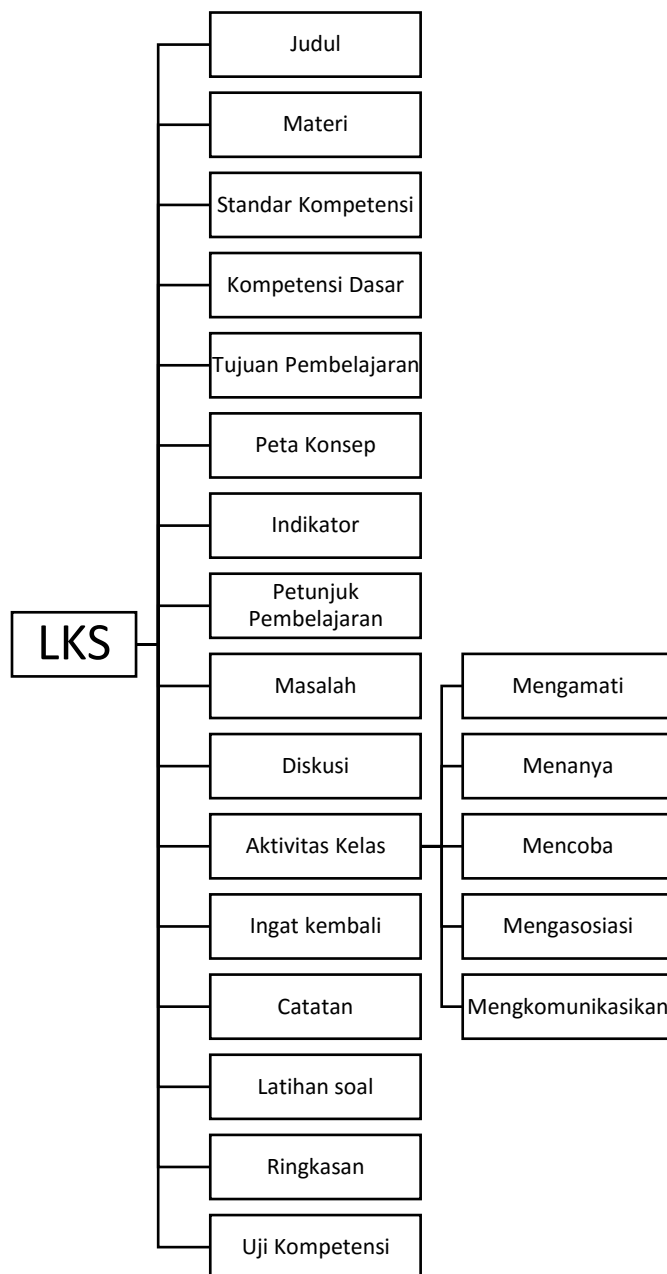 Judul
Materi
Standar Kompetensi
Kompetensi Dasar
Tujuan Pembelajaran
Peta Konsep
Indikator
Petunjuk
Pembelajaran
LKS
Masalah
Mengamati
Diskusi
Menanya
Aktivitas Kelas
Mencoba
Ingat kembali
Mengasosiasi
Catatan
Mengkomunikasikan
Latihan soal
Ringkasan
Uji Kompetensi